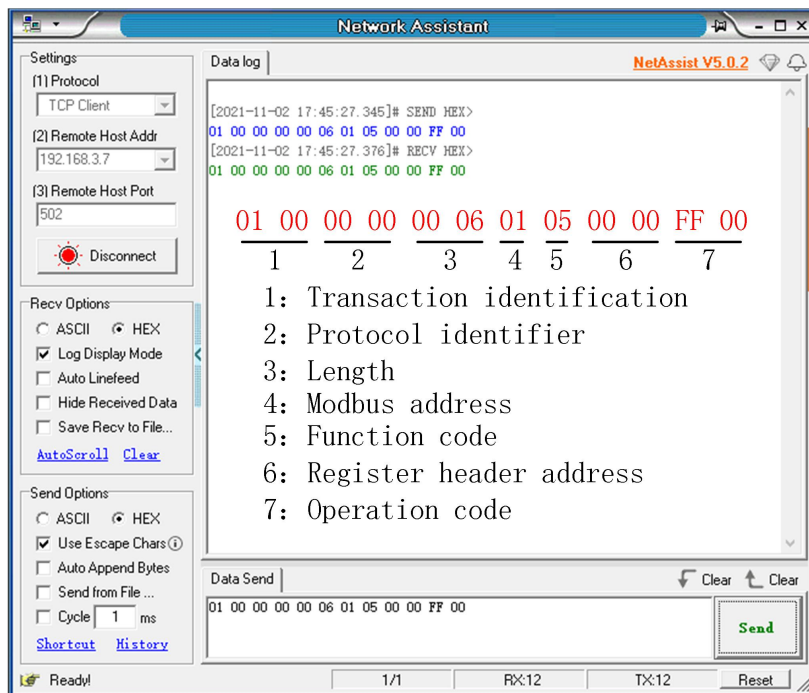 Network Assistant
Settings
(1) Protocol
TCP Client
(2) Remote Host Addr
192.168.3.7
(3) Remote Host Port
502
Disconnect
Recv Options
ASCII HEX
Log Display Mode
Auto Linefeed
Hide Received Data
Save Recv to File...
AutoScroll Clear
Send Options
ASCII HEX
Use Escape Chars
Auto Append Bytes
Send from File ...
Cycle 1 ms
Shortcut History
Data log
NetAssist V5.0.2
[2021-11-02 17:45:27.345]# SEND HEX>
01 00 00 00 00 06 01 05 00 00 FF 00
[2021-11-02 17:45:27.376]# RECV HEX>
01 00 00 00 00 06 01 05 00 00 FF 00
01 00 00 00 00 06 01 05 00 00 FF 00
1 2 3 4 5 6 7
1: Transaction identification
2: Protocol identifier
3: Length
4: Modbus address
5: Function code
6: Register header address
7: Operation code
Data Send
Clear Clear
01 00 00 00 00 06 01 05 00 00 FF 00
Send
Ready!
1/1
RX:12
TX:12
Reset